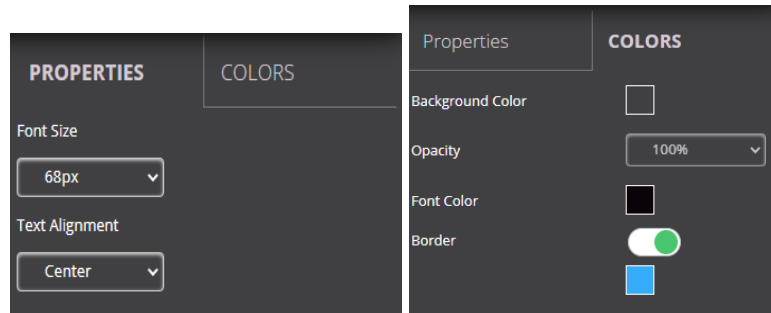 PROPERTIES COLORS
Font Size
68px
Text Alignment
Center
Properties COLORS
Background Color
Opacity 100%
Font Color
Border